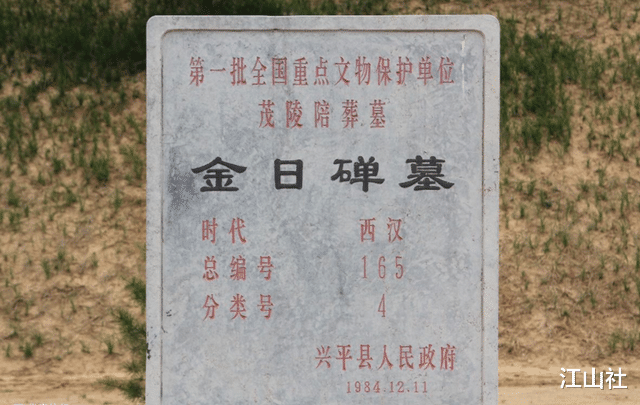 第一批全国重点文物保护单位
茂陵陪葬墓
金日磾墓
时代 西汉
总编号 165
分类号 4
兴平县人民政府
1984.12.11
江山社